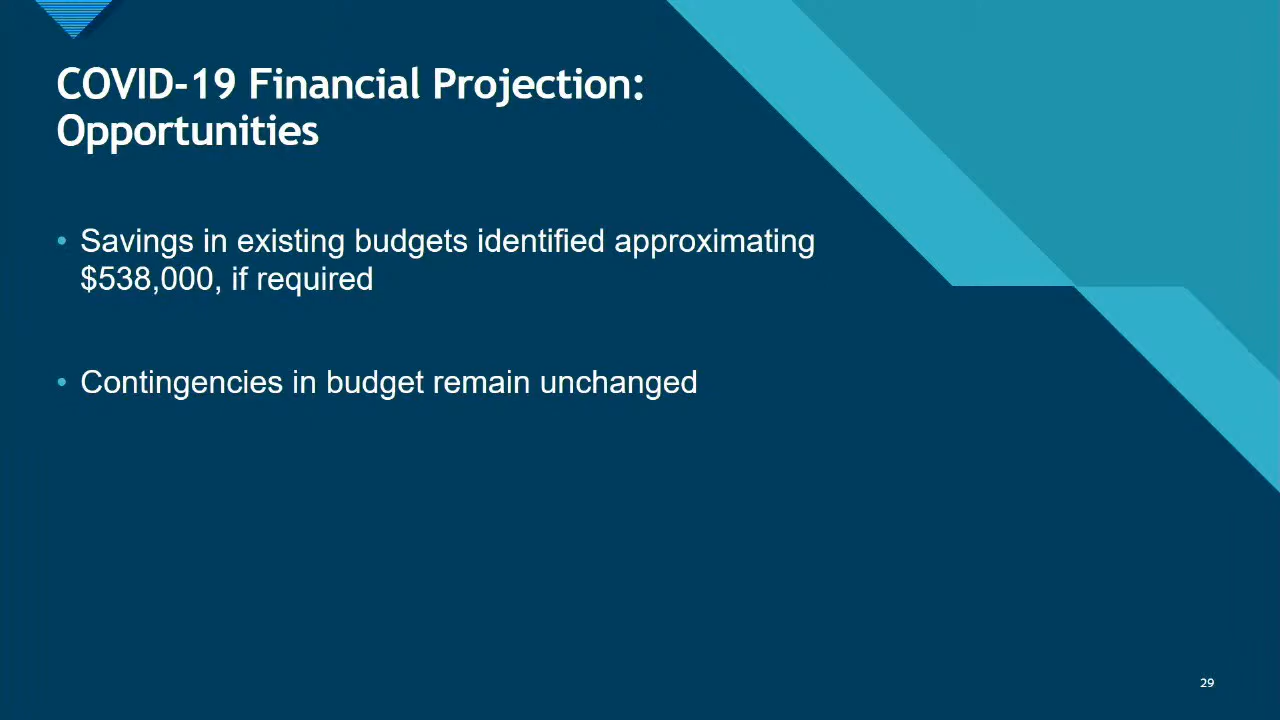 COVID-19 Financial Projection:
Opportunities
• Savings in existing budgets identified approximating
$538,000, if required
• Contingencies in budget remain unchanged
29